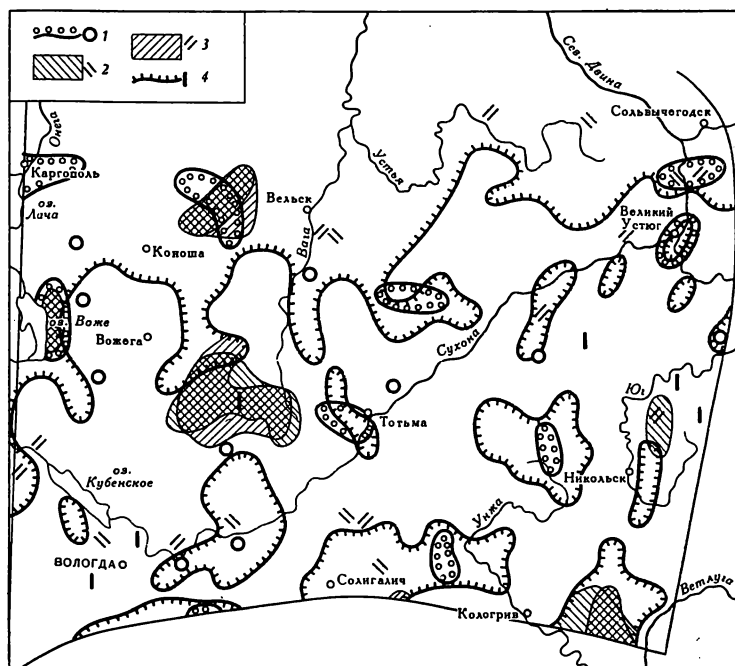 1
2
3
4
Сев. Двина
Сольвычегодск
Онега
Каргополь
оз.
Лача
Устья
Вельск
Великий
Устюг
Вага
Коноша
оз. Воже
Вожега
Сухона
Юг
Тотьма
Никольск
оз.
Кубенское
Унжа
ВОЛОГДА
Солигалич
Ветлуга
Кологрив